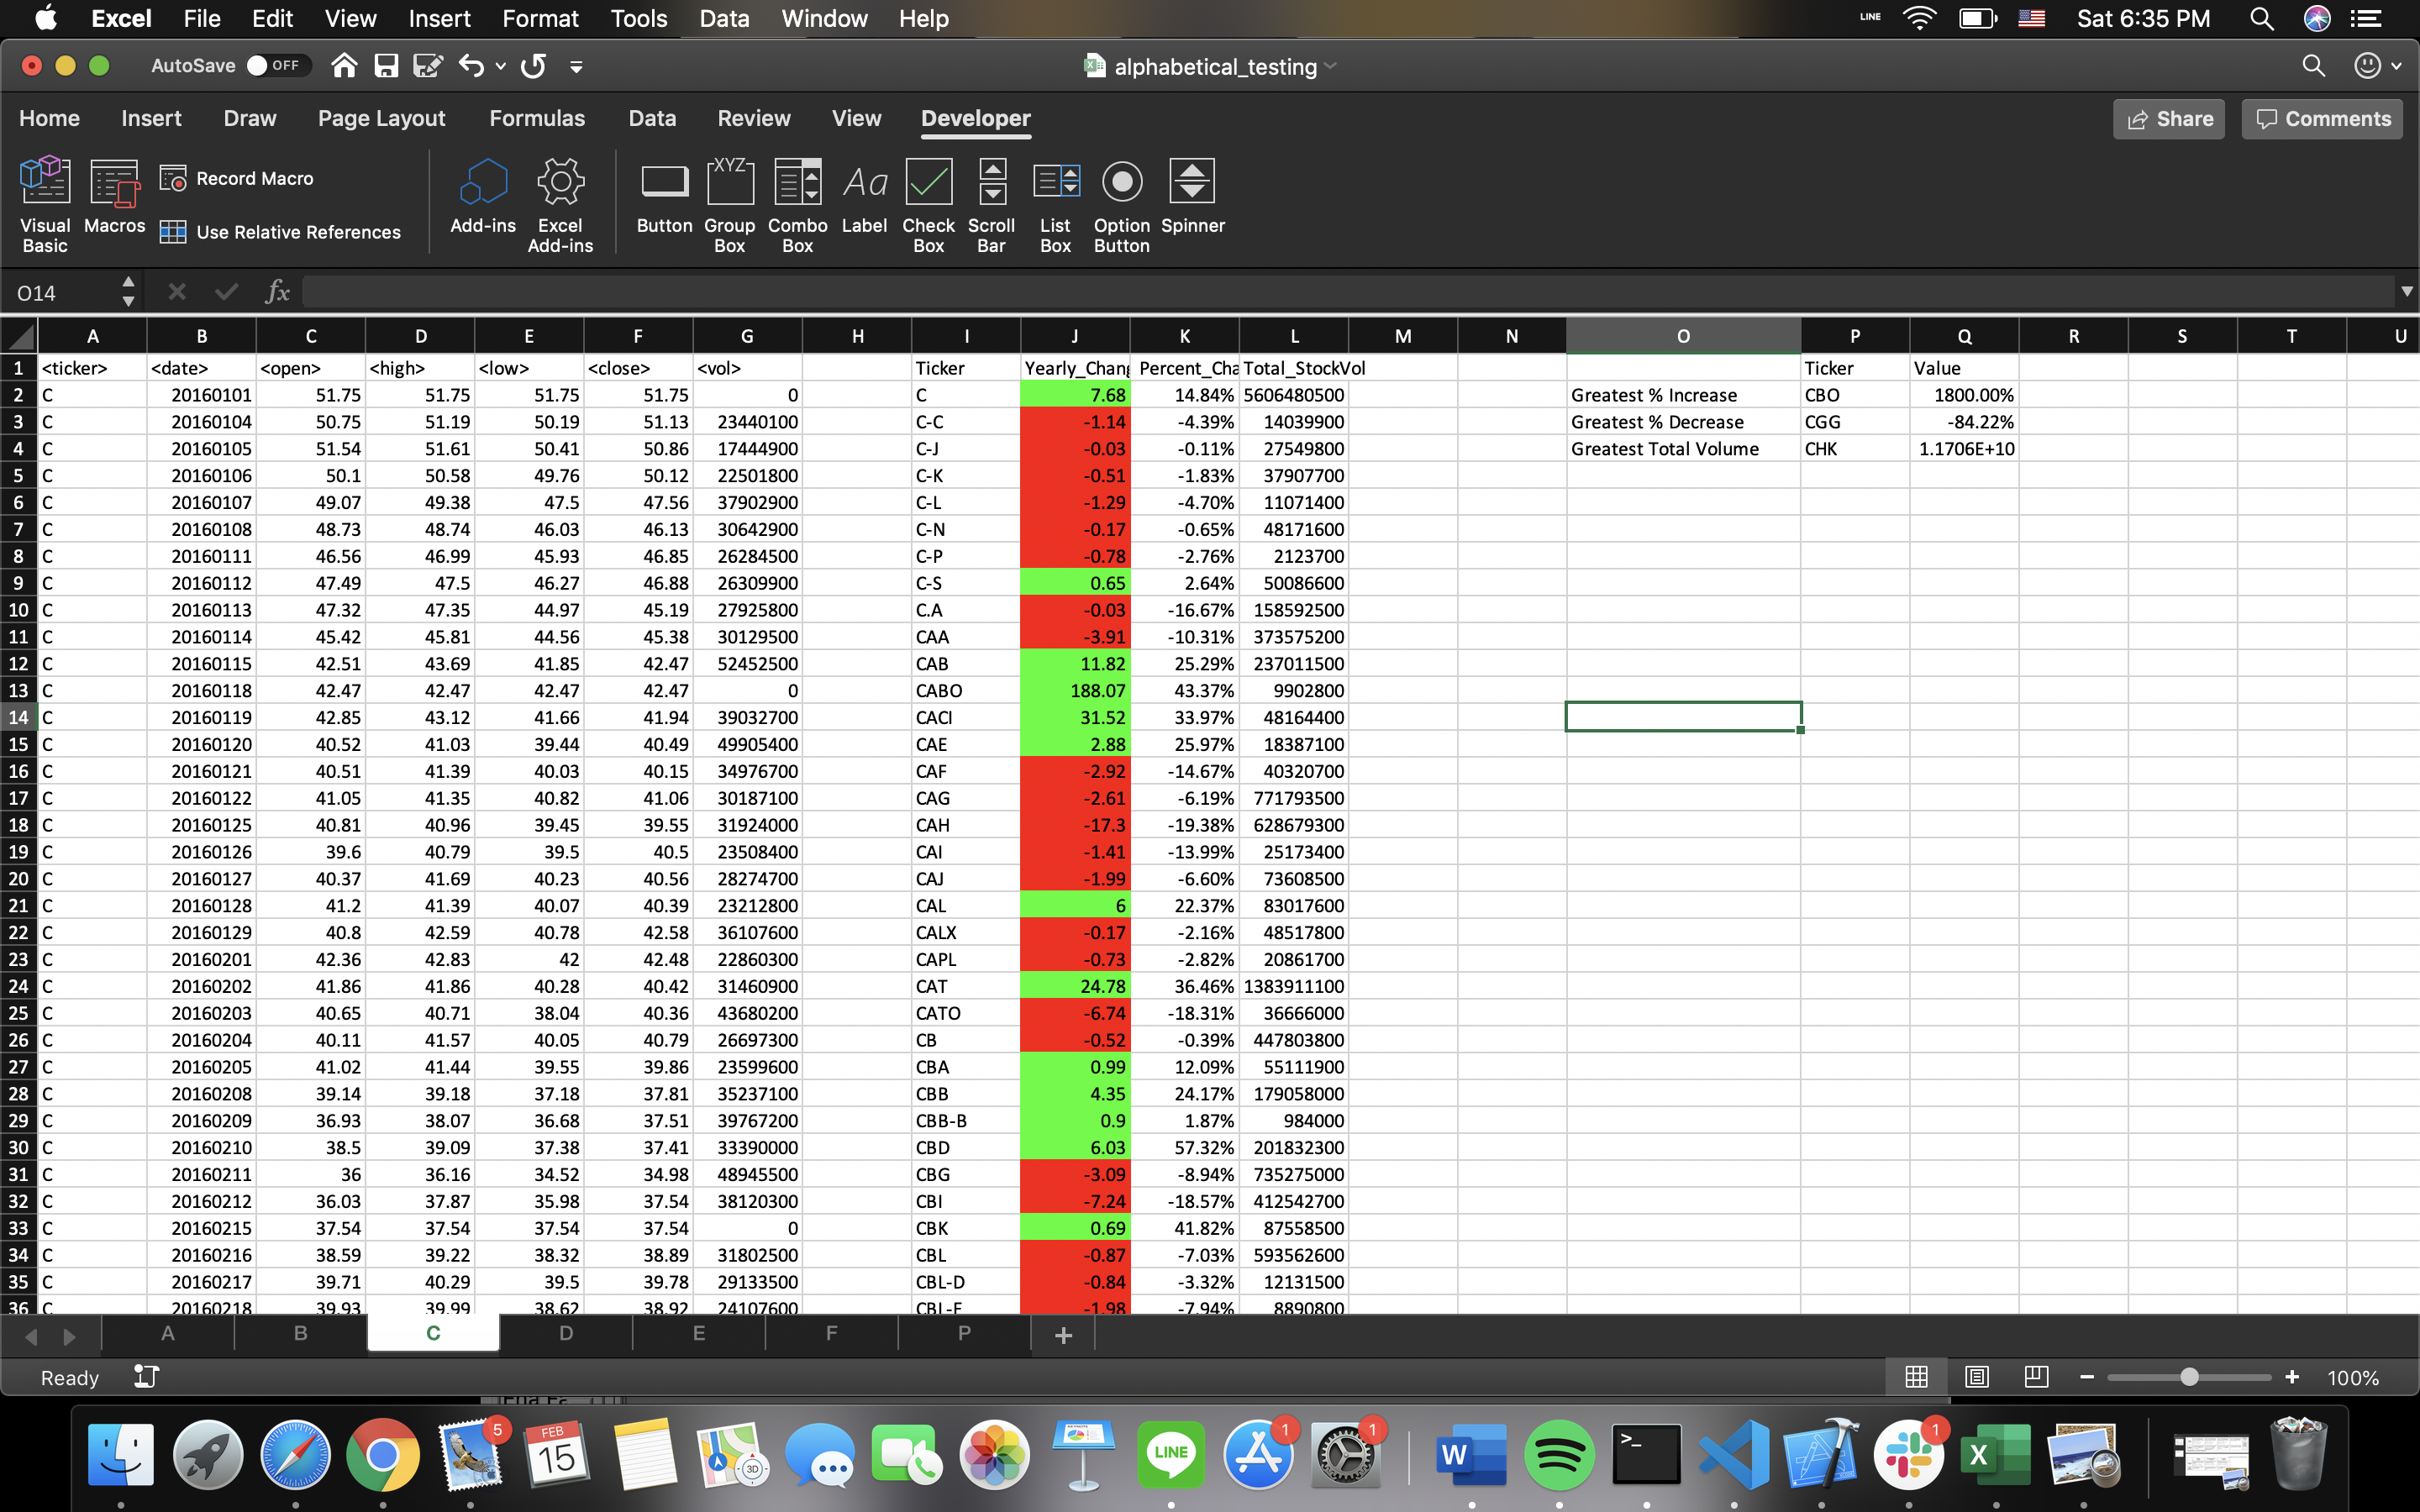 Excel File Edit View Insert Format Tools Data Window Help LINE Sat 6:35 PM
AutoSave OFF alphabetical_testing
Home Insert Draw Page Layout Formulas Data Review View Developer Share Comments
Visual Basic Macros Record Macro Use Relative References Add-ins Excel Add-ins Button XYZ Group Box Combo Box Aa Label Check Box Scroll Bar List Box Option Button Spinner
O14 fx
A B C D E F G H I J K L M N O P Q R S T U
1 <ticker> <date> <open> <high> <low> <close> <vol> Ticker Yearly_Chang Percent_Cha Total_StockVol Ticker Value
2 C 20160101 51.75 51.75 51.75 51.75 0 C 7.68 14.84% 5606480500 Greatest % Increase CBO 1800.00%
3 C 20160104 50.75 51.19 50.19 51.13 23440100 C-C -1.14 -4.39% 14039900 Greatest % Decrease CGG -84.22%
4 C 20160105 51.54 51.61 50.41 50.86 17444900 C-J -0.03 -0.11% 27549800 Greatest Total Volume CHK 1.1706E+10
5 C 20160106 50.1 50.58 49.76 50.12 22501800 C-K -0.51 -1.83% 37907700
6 C 20160107 49.07 49.38 47.5 47.56 37902900 C-L -1.29 -4.70% 11071400
7 C 20160108 48.73 48.74 46.03 46.13 30642900 C-N -0.17 -0.65% 48171600
8 C 20160111 46.56 46.99 45.93 46.85 26284500 C-P -0.78 -2.76% 2123700
9 C 20160112 47.49 47.5 46.27 46.88 26309900 C-S 0.65 2.64% 50086600
10 C 20160113 47.32 47.35 44.97 45.19 27925800 C.A -0.03 -16.67% 158592500
11 C 20160114 45.42 45.81 44.56 45.38 30129500 CAA -3.91 -10.31% 373575200
12 C 20160115 42.51 43.69 41.85 42.47 52452500 CAB 11.82 25.29% 237011500
13 C 20160118 42.47 42.47 42.47 42.47 0 CABO 188.07 43.37% 9902800
14 C 20160119 42.85 43.12 41.66 41.94 39032700 CACI 31.52 33.97% 48164400
15 C 20160120 40.52 41.03 39.44 40.49 49905400 CAE 2.88 25.97% 18387100
16 C 20160121 40.51 41.39 40.03 40.15 34976700 CAF -2.92 -14.67% 40320700
17 C 20160122 41.05 41.35 40.82 41.06 30187100 CAG -2.61 -6.19% 771793500
18 C 20160125 40.81 40.96 39.45 39.55 31924000 CAH -17.3 -19.38% 628679300
19 C 20160126 39.6 40.79 39.5 40.5 23508400 CAI -1.41 -13.99% 25173400
20 C 20160127 40.37 41.69 40.23 40.56 28274700 CAJ -1.99 -6.60% 73608500
21 C 20160128 41.2 41.39 40.07 40.39 23212800 CAL 6 22.37% 83017600
22 C 20160129 40.8 42.59 40.78 42.58 36107600 CALX -0.17 -2.16% 48517800
23 C 20160201 42.36 42.83 42 42.48 22860300 CAPL -0.73 -2.82% 20861700
24 C 20160202 41.86 41.86 40.28 40.42 31460900 CAT 24.78 36.46% 1383911100
25 C 20160203 40.65 40.71 38.04 40.36 43680200 CATO -6.74 -18.31% 36666000
26 C 20160204 40.11 41.57 40.05 40.79 26697300 CB -0.52 -0.39% 447803800
27 C 20160205 41.02 41.44 39.55 39.86 23599600 CBA 0.99 12.09% 55111900
28 C 20160208 39.14 39.18 37.18 37.81 35237100 CBB 4.35 24.17% 179058000
29 C 20160209 36.93 38.07 36.68 37.51 39767200 CBB-B 0.9 1.87% 984000
30 C 20160210 38.5 39.09 37.38 37.41 33390000 CBD 6.03 57.32% 201832300
31 C 20160211 36 36.16 34.52 34.98 48945500 CBG -3.09 -8.94% 735275000
32 C 20160212 36.03 37.87 35.98 37.54 38120300 CBI -7.24 -18.57% 412542700
33 C 20160215 37.54 37.54 37.54 37.54 0 CBK 0.69 41.82% 87558500
34 C 20160216 38.59 39.22 38.32 38.89 31802500 CBL -0.87 -7.03% 593562600
35 C 20160217 39.71 40.29 39.5 39.78 29133500 CBL-D -0.84 -3.32% 12131500
36 C 20160218 39.93 39.99 38.62 38.92 24107600 CBL-E -1.98 -7.94% 8890800
A B C D E F P +
Ready 100%
5 FEB 15 3D LINE 1 1 W >_ 1 X